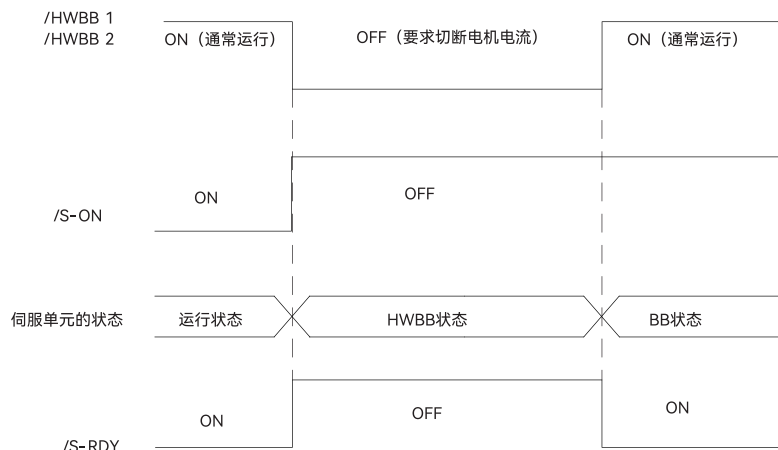 /HWBB 1
/HWBB 2
ON（通常运行）
OFF（要求切断电机电流）
ON（通常运行）
/S-ON
ON
OFF
伺服单元的状态
运行状态
HWBB状态
BB状态
/S-RDY
ON
OFF
ON